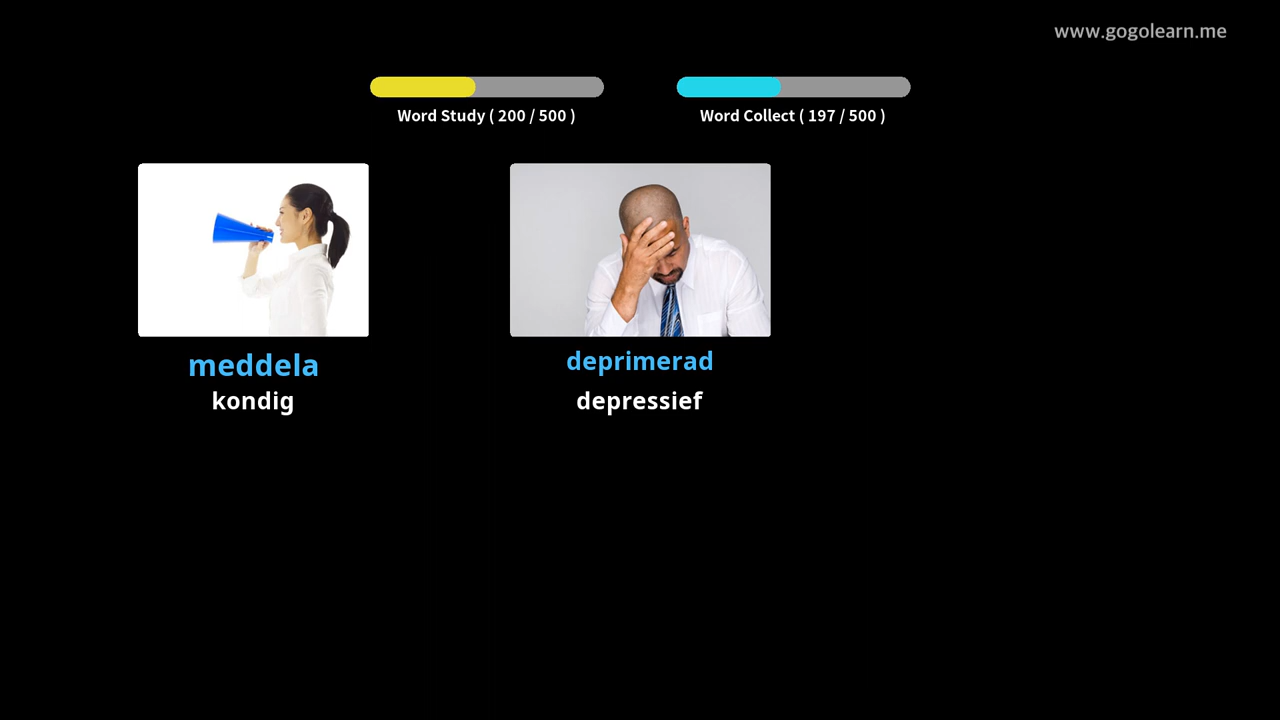 www.gogolearn.me
Word Study ( 200 / 500 )
Word Collect ( 197 / 500 )
meddela
kondig
deprimerad
depressief